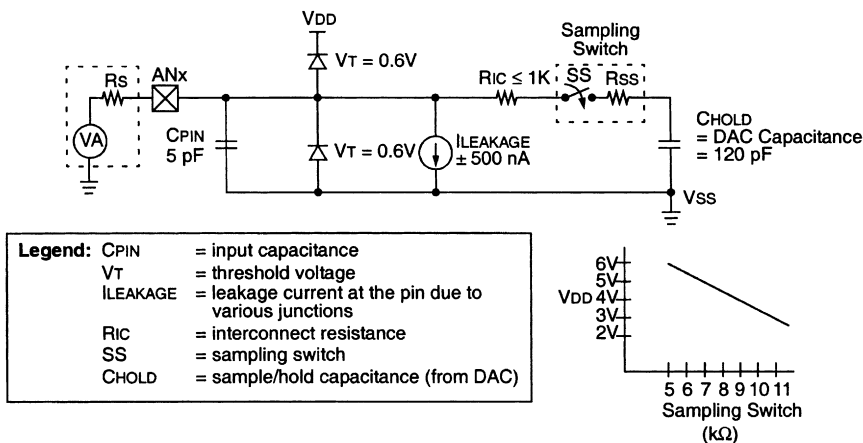 VDD
Sampling
Switch
VT = 0.6V
RS
ANx
RIC ≤ 1K
SS
RSS
VA
CPIN
5 pF
VT = 0.6V
ILEAKAGE
± 500 nA
CHOLD
= DAC Capacitance
= 120 pF
VSS
Legend: CPIN = input capacitance
VT = threshold voltage
ILEAKAGE = leakage current at the pin due to
various junctions
RIC = interconnect resistance
SS = sampling switch
CHOLD = sample/hold capacitance (from DAC)
6V
5V
VDD 4V
3V
2V
5 6 7 8 9 10 11
Sampling Switch
(kΩ)